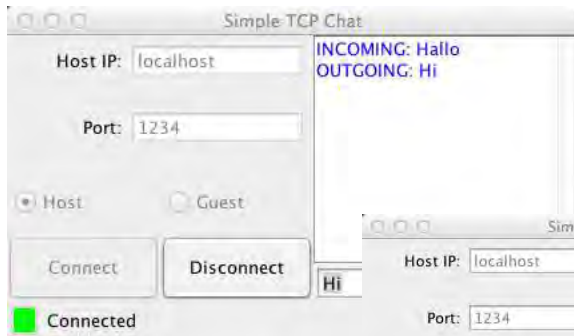 Simple TCP Chat
Host IP: localhost
Port: 1234
Host Guest
Connect Disconnect
Connected
INCOMING: Hallo
OUTGOING: Hi
Hi
Sim
Host IP: localhost
Port: 1234